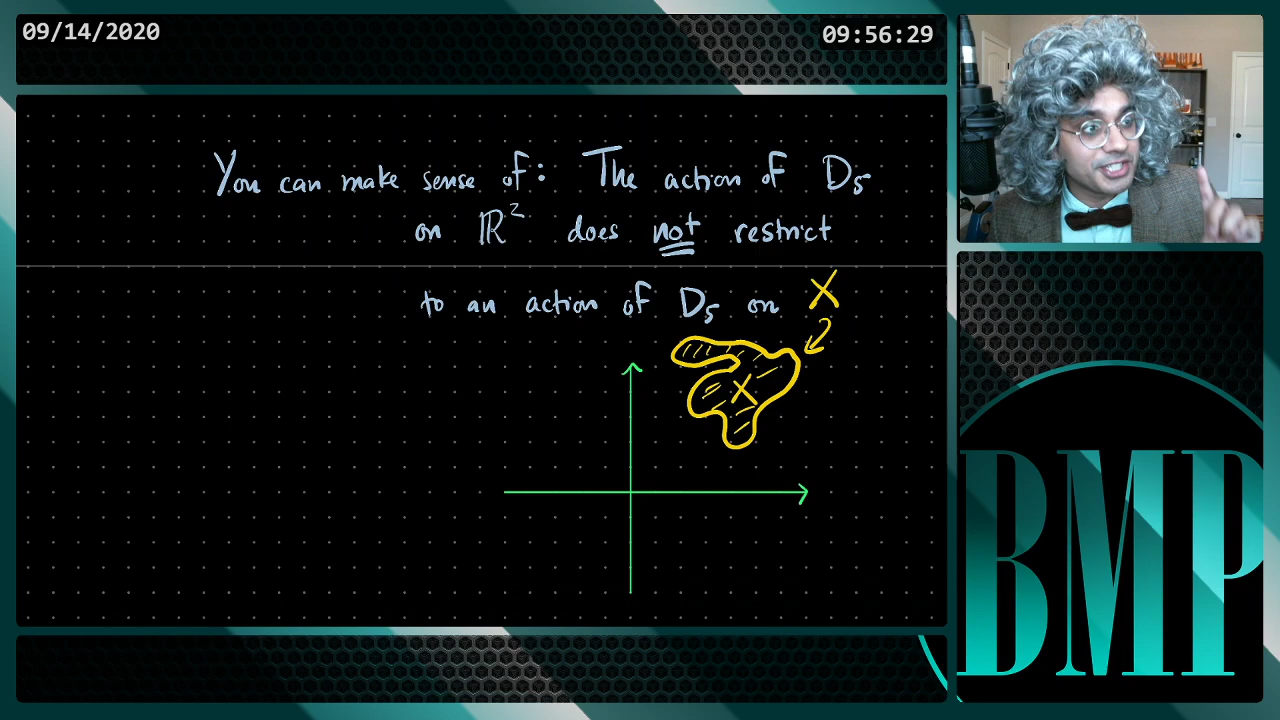 09/14/2020
09:56:29
You can make sense of: The action of D₅
on ℝ² does not restrict
to an action of D₅ on X
X
BMP